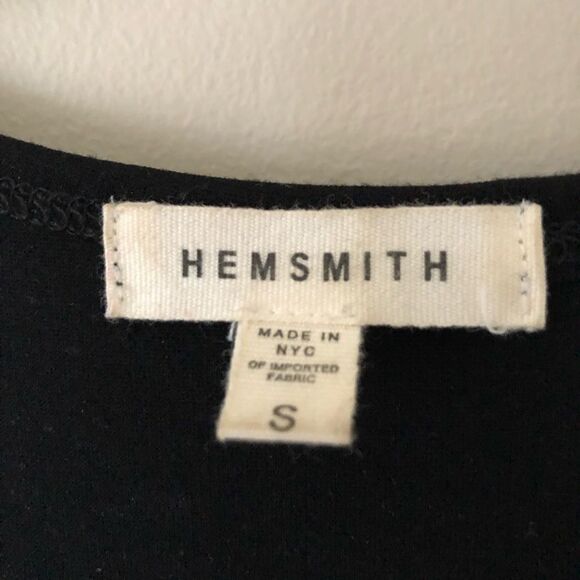 HEMSMITH
MADE IN
NYC
OF IMPORTED
FABRIC
S